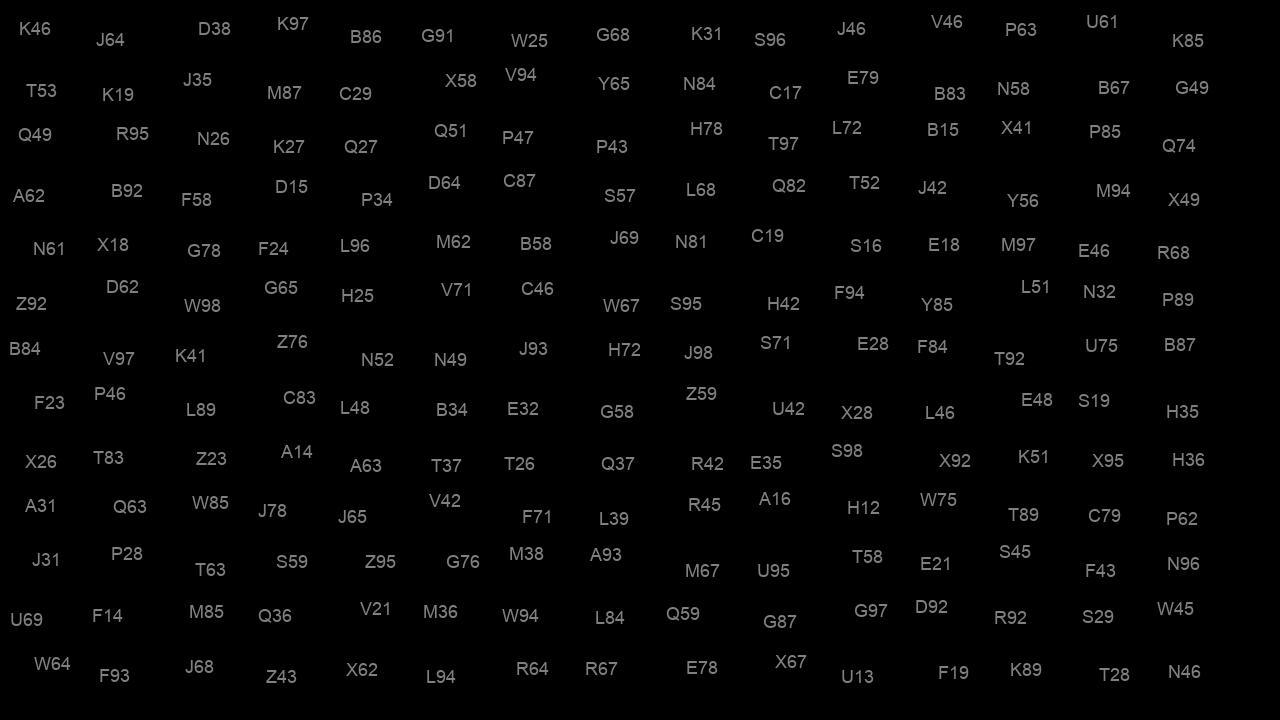 K46 J64 D38 K97 B86 G91 W25 G68 K31 S96 J46 V46 P63 U61 K85
T53 K19 J35 M87 C29 X58 V94 Y65 N84 C17 E79 B83 N58 B67 G49
Q49 R95 N26 K27 Q27 Q51 P47 P43 H78 T97 L72 B15 X41 P85 Q74
A62 B92 F58 D15 P34 D64 C87 S57 L68 Q82 T52 J42 Y56 M94 X49
N61 X18 G78 F24 L96 M62 B58 J69 N81 C19 S16 E18 M97 E46 R68
Z92 D62 W98 G65 H25 V71 C46 W67 S95 H42 F94 Y85 L51 N32 P89
B84 V97 K41 Z76 N52 N49 J93 H72 J98 S71 E28 F84 T92 U75 B87
F23 P46 L89 C83 L48 B34 E32 G58 Z59 U42 X28 L46 E48 S19 H35
X26 T83 Z23 A14 A63 T37 T26 Q37 R42 E35 S98 X92 K51 X95 H36
A31 Q63 W85 J78 J65 V42 F71 L39 R45 A16 H12 W75 T89 C79 P62
J31 P28 T63 S59 Z95 G76 M38 A93 M67 U95 T58 E21 S45 F43 N96
U69 F14 M85 Q36 V21 M36 W94 L84 Q59 G87 G97 D92 R92 S29 W45
W64 F93 J68 Z43 X62 L94 R64 R67 E78 X67 U13 F19 K89 T28 N46